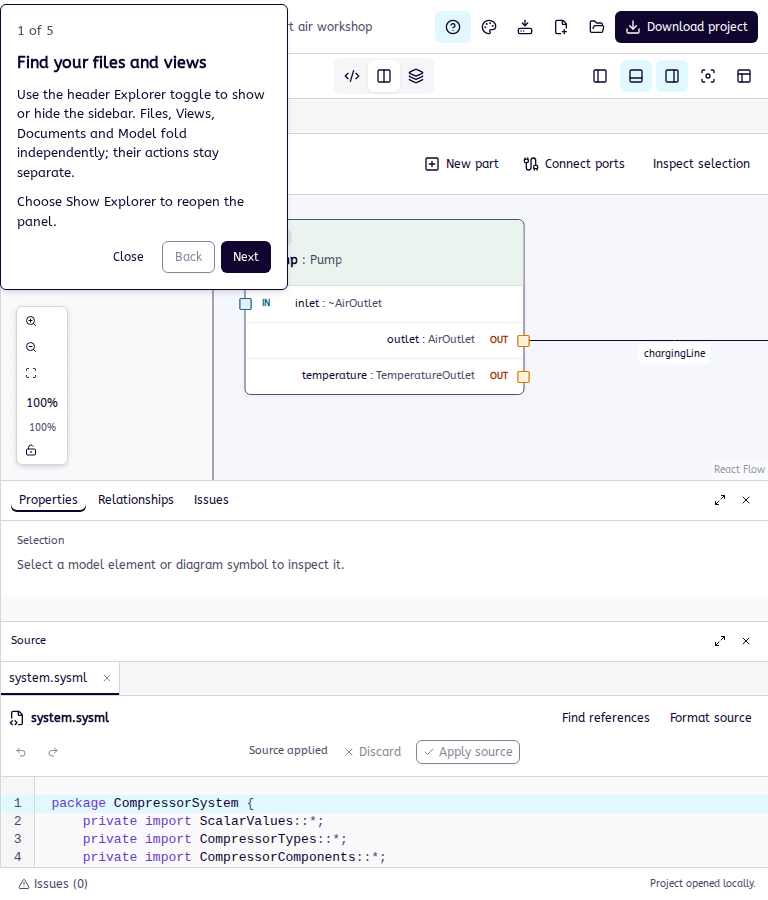 1 of 5
Find your files and views
Use the header Explorer toggle to show
or hide the sidebar. Files, Views,
Documents and Model fold
independently; their actions stay
separate.
Choose Show Explorer to reopen the
panel.
Close
Back
Next
air workshop
Download project
New part
Connect ports
Inspect selection
: Pump
IN
inlet : ~AirOutlet
outlet : AirOutlet
OUT
temperature : TemperatureOutlet
OUT
chargingLine
100%
100%
React Flow
Properties
Relationships
Issues
Selection
Select a model element or diagram symbol to inspect it.
Source
system.sysml
system.sysml
Find references
Format source
Source applied
Discard
Apply source
1 package CompressorSystem {
2 private import ScalarValues::*;
3 private import CompressorTypes::*;
4 private import CompressorComponents::*;
Issues (0)
Project opened locally.